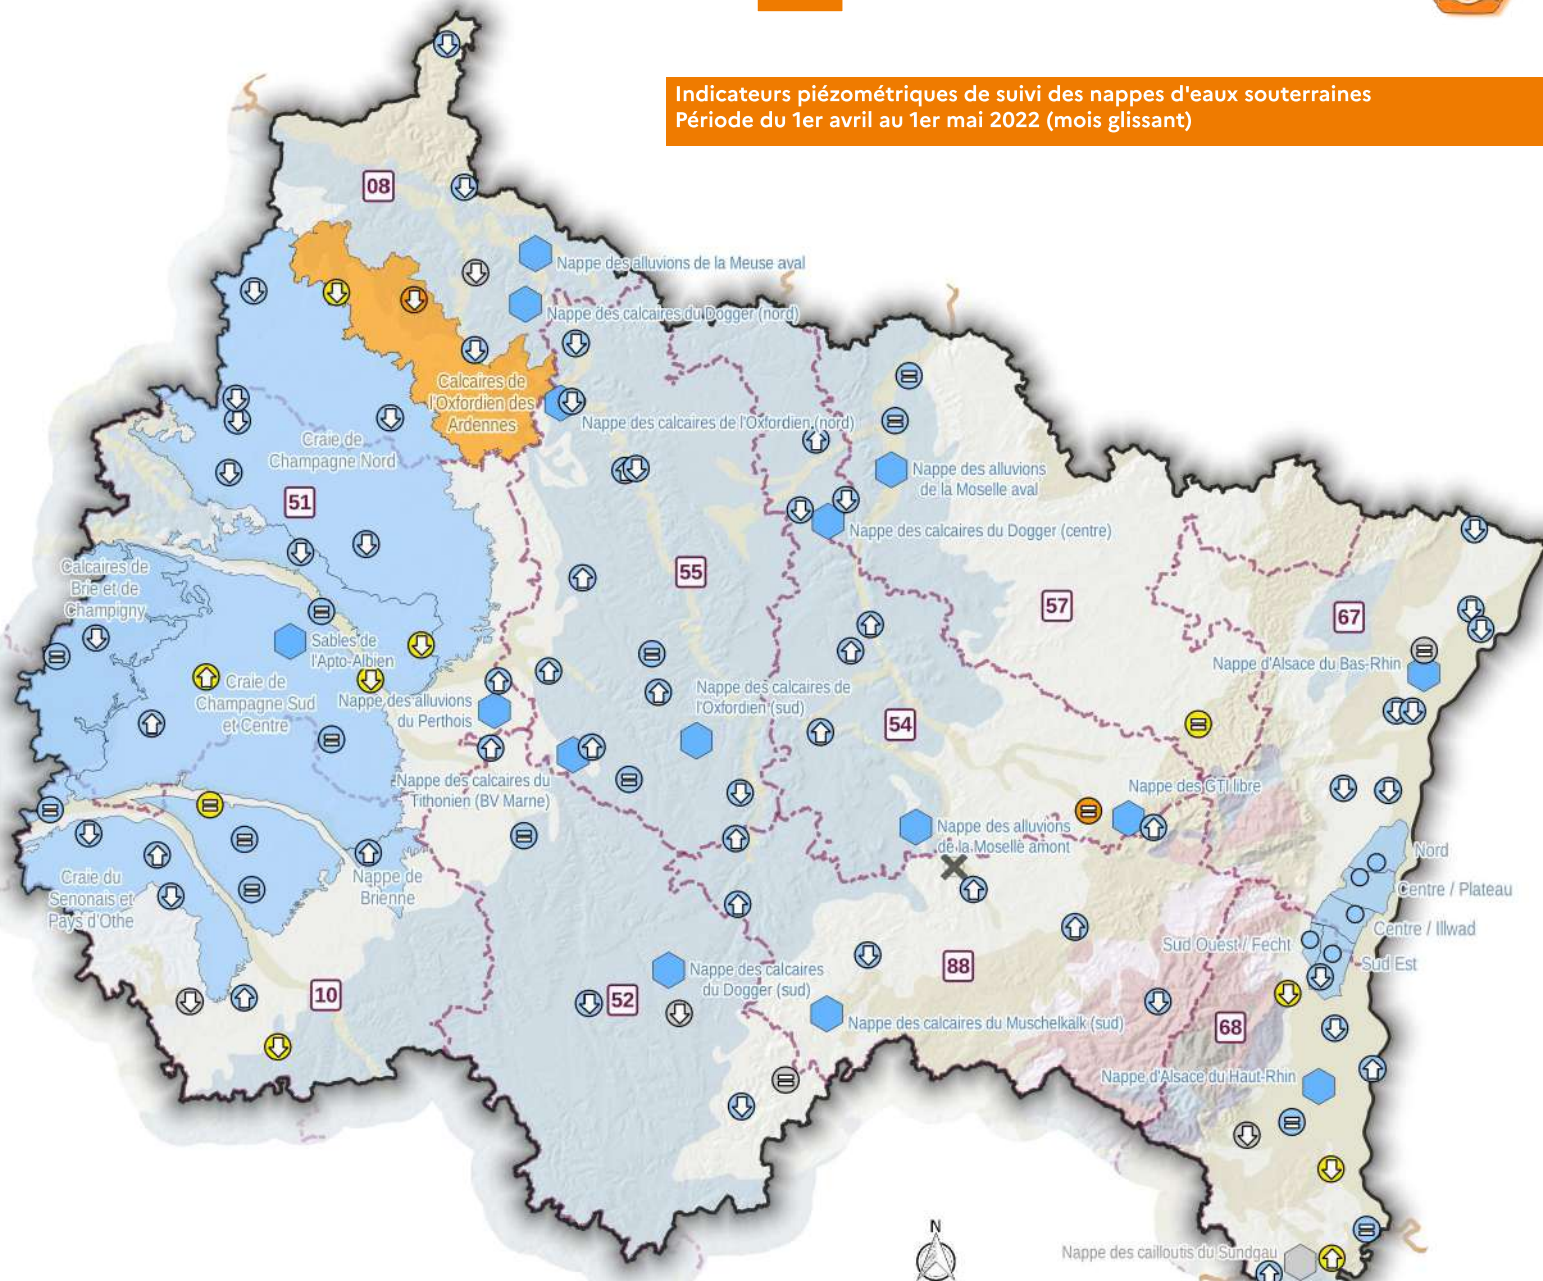 Indicateurs piézométriques de suivi des nappes d'eaux souterraines
Période du 1er avril au 1er mai 2022 (mois glissant)
08
Nappe des alluvions de la Meuse aval
Nappe des calcaires du Dogger (nord)
Calcaires de
l'Oxfordien des
Ardennes
Nappe des calcaires de l'Oxfordien (nord)
Craie de
Champagne Nord
Nappe des alluvions
de la Moselle aval
51
Nappe des calcaires du Dogger (centre)
Calcaires de
Brie et de
Champigny
55
57
67
Sables de
l'Apto-Albien
Nappe d'Alsace du Bas-Rhin
Craie de
Champagne Sud
et Centre
Nappe des alluvions
du Perthois
Nappe des calcaires de
l'Oxfordien (sud)
54
Nappe des calcaires du
Tithonien (BV Marne)
Nappe des GTI libre
Nappe des alluvions
de la Moselle amont
Nord
Craie du
Senonais et
Pays d'Othe
Nappe de
Brienne
Centre / Plateau
Centre / Illwad
Sud Ouest / Fecht
Sud Est
88
Nappe des calcaires
du Dogger (sud)
10
52
Nappe des calcaires du Muschelkalk (sud)
68
Nappe d'Alsace du Haut-Rhin
N
Nappe des cailloutis du Sundgau